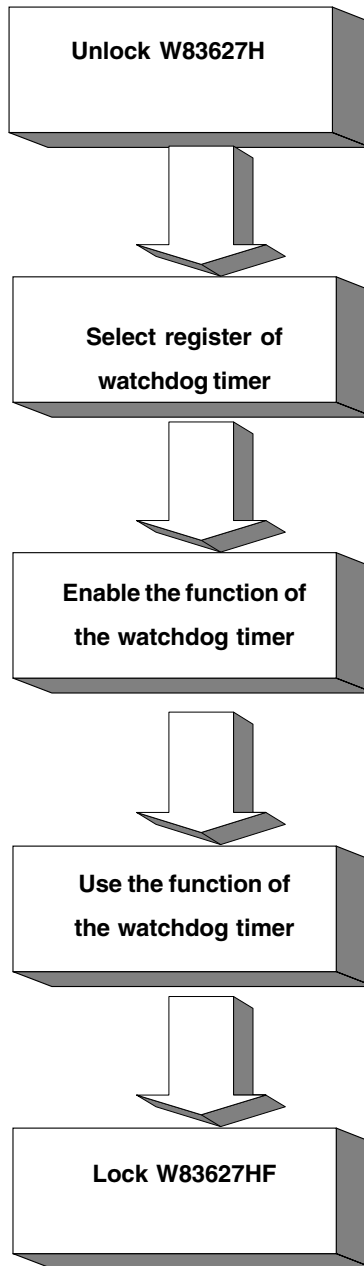 Unlock W83627H
Select register of
watchdog timer
Enable the function of
the watchdog timer
Use the function of
the watchdog timer
Lock W83627HF